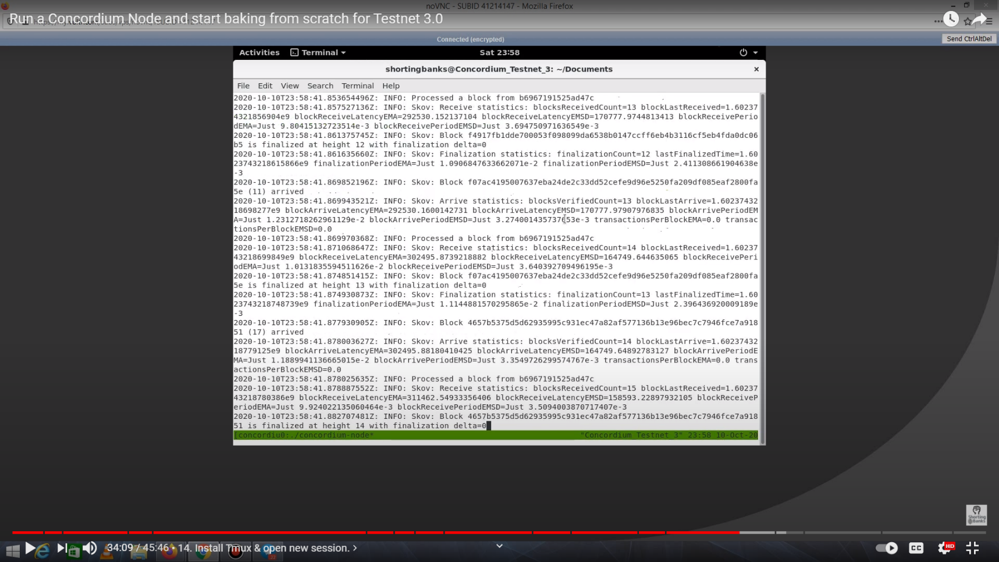 noVNC - SUBID 41214147 - Mozilla Firefox
Run a Concordium Node and start baking from scratch for Testnet 3.0
Connected (encrypted)
Send CtrlAltDel
Activities Terminal Sat 23:58
shortingbanks@Concordium_Testnet_3: ~/Documents
File Edit View Search Terminal Help
2020-10-10T23:58:41.853654496Z: INFO: Processed a block from b6967191525ad47c
2020-10-10T23:58:41.857527136Z: INFO: Skov: Receive statistics: blocksReceivedCount=13 blockLastReceived=1.60237
4321856904e9 blockReceiveLatencyEMA=292530.152137104 blockReceiveLatencyEMSD=170777.9744813413 blockReceivePerio
dEMA=Just 9.80415132723514e-3 blockReceivePeriodEMSD=Just 3.694750971636549e-3
2020-10-10T23:58:41.861375745Z: INFO: Skov: Block f4917fb1dde700053f098099da6538b0147ccff6eb4b3116cf5eb4fda0dc06
b5 is finalized at height 12 with finalization delta=0
2020-10-10T23:58:41.861635660Z: INFO: Skov: Finalization statistics: finalizationCount=12 lastFinalizedTime=1.60
23743218615866e9 finalizationPeriodEMA=Just 1.0906847633662071e-2 finalizationPeriodEMSD=Just 2.411308661904638e
-3
2020-10-10T23:58:41.869852196Z: INFO: Skov: Block f07ac4195007637eba24de2c33dd52cefe9d96e5250fa209df085eaf2800fa
5e (11) arrived
2020-10-10T23:58:41.869943521Z: INFO: Skov: Arrive statistics: blocksVerifiedCount=13 blockLastArrive=1.60237432
18698277e9 blockArriveLatencyEMA=292530.1600142731 blockArriveLatencyEMSD=170777.97907976835 blockArrivePeriodEM
A=Just 1.2312718262961129e-2 blockArrivePeriodEMSD=Just 3.274001435737653e-3 transactionsPerBlockEMA=0.0 transac
tionsPerBlockEMSD=0.0
2020-10-10T23:58:41.869970368Z: INFO: Processed a block from b6967191525ad47c
2020-10-10T23:58:41.871068647Z: INFO: Skov: Receive statistics: blocksReceivedCount=14 blockLastReceived=1.60237
43218699849e9 blockReceiveLatencyEMA=302495.8739218882 blockReceiveLatencyEMSD=164749.644635065 blockReceivePeri
odEMA=Just 1.0131835594511626e-2 blockReceivePeriodEMSD=Just 3.640392709496195e-3
2020-10-10T23:58:41.874851415Z: INFO: Skov: Block f07ac4195007637eba24de2c33dd52cefe9d96e5250fa209df085eaf2800fa
5e is finalized at height 13 with finalization delta=0
2020-10-10T23:58:41.874930873Z: INFO: Skov: Finalization statistics: finalizationCount=13 lastFinalizedTime=1.60
23743218748739e9 finalizationPeriodEMA=Just 1.1144881570295865e-2 finalizationPeriodEMSD=Just 2.396436920009189e
-3
2020-10-10T23:58:41.877930905Z: INFO: Skov: Block 4657b5375d5d62935995c931ec47a82af577136b13e96bec7c7946fce7a918
51 (17) arrived
2020-10-10T23:58:41.878003627Z: INFO: Skov: Arrive statistics: blocksVerifiedCount=14 blockLastArrive=1.60237432
18779125e9 blockArriveLatencyEMA=302495.88180410425 blockArriveLatencyEMSD=164749.64892783127 blockArrivePeriodE
MA=Just 1.1889941136665015e-2 blockArrivePeriodEMSD=Just 3.3549726299574767e-3 transactionsPerBlockEMA=0.0 trans
actionsPerBlockEMSD=0.0
2020-10-10T23:58:41.878025635Z: INFO: Processed a block from b6967191525ad47c
2020-10-10T23:58:41.878887552Z: INFO: Skov: Receive statistics: blocksReceivedCount=15 blockLastReceived=1.60237
43218780386e9 blockReceiveLatencyEMA=311462.54933356406 blockReceiveLatencyEMSD=158593.22897932105 blockReceiveP
eriodEMA=Just 9.924022135060464e-3 blockReceivePeriodEMSD=Just 3.5094003870717407e-3
2020-10-10T23:58:41.882707481Z: INFO: Skov: Block 4657b5375d5d62935995c931ec47a82af577136b13e96bec7c7946fce7a918
51 is finalized at height 14 with finalization delta=0
[concordiu0:./concordium-node* "Concordium_Testnet_3" 23:58 10-Oct-20
Shorting
Banks
34:09 / 45:46 • 14. Install Tmux & open new session. >
CC
HD
22